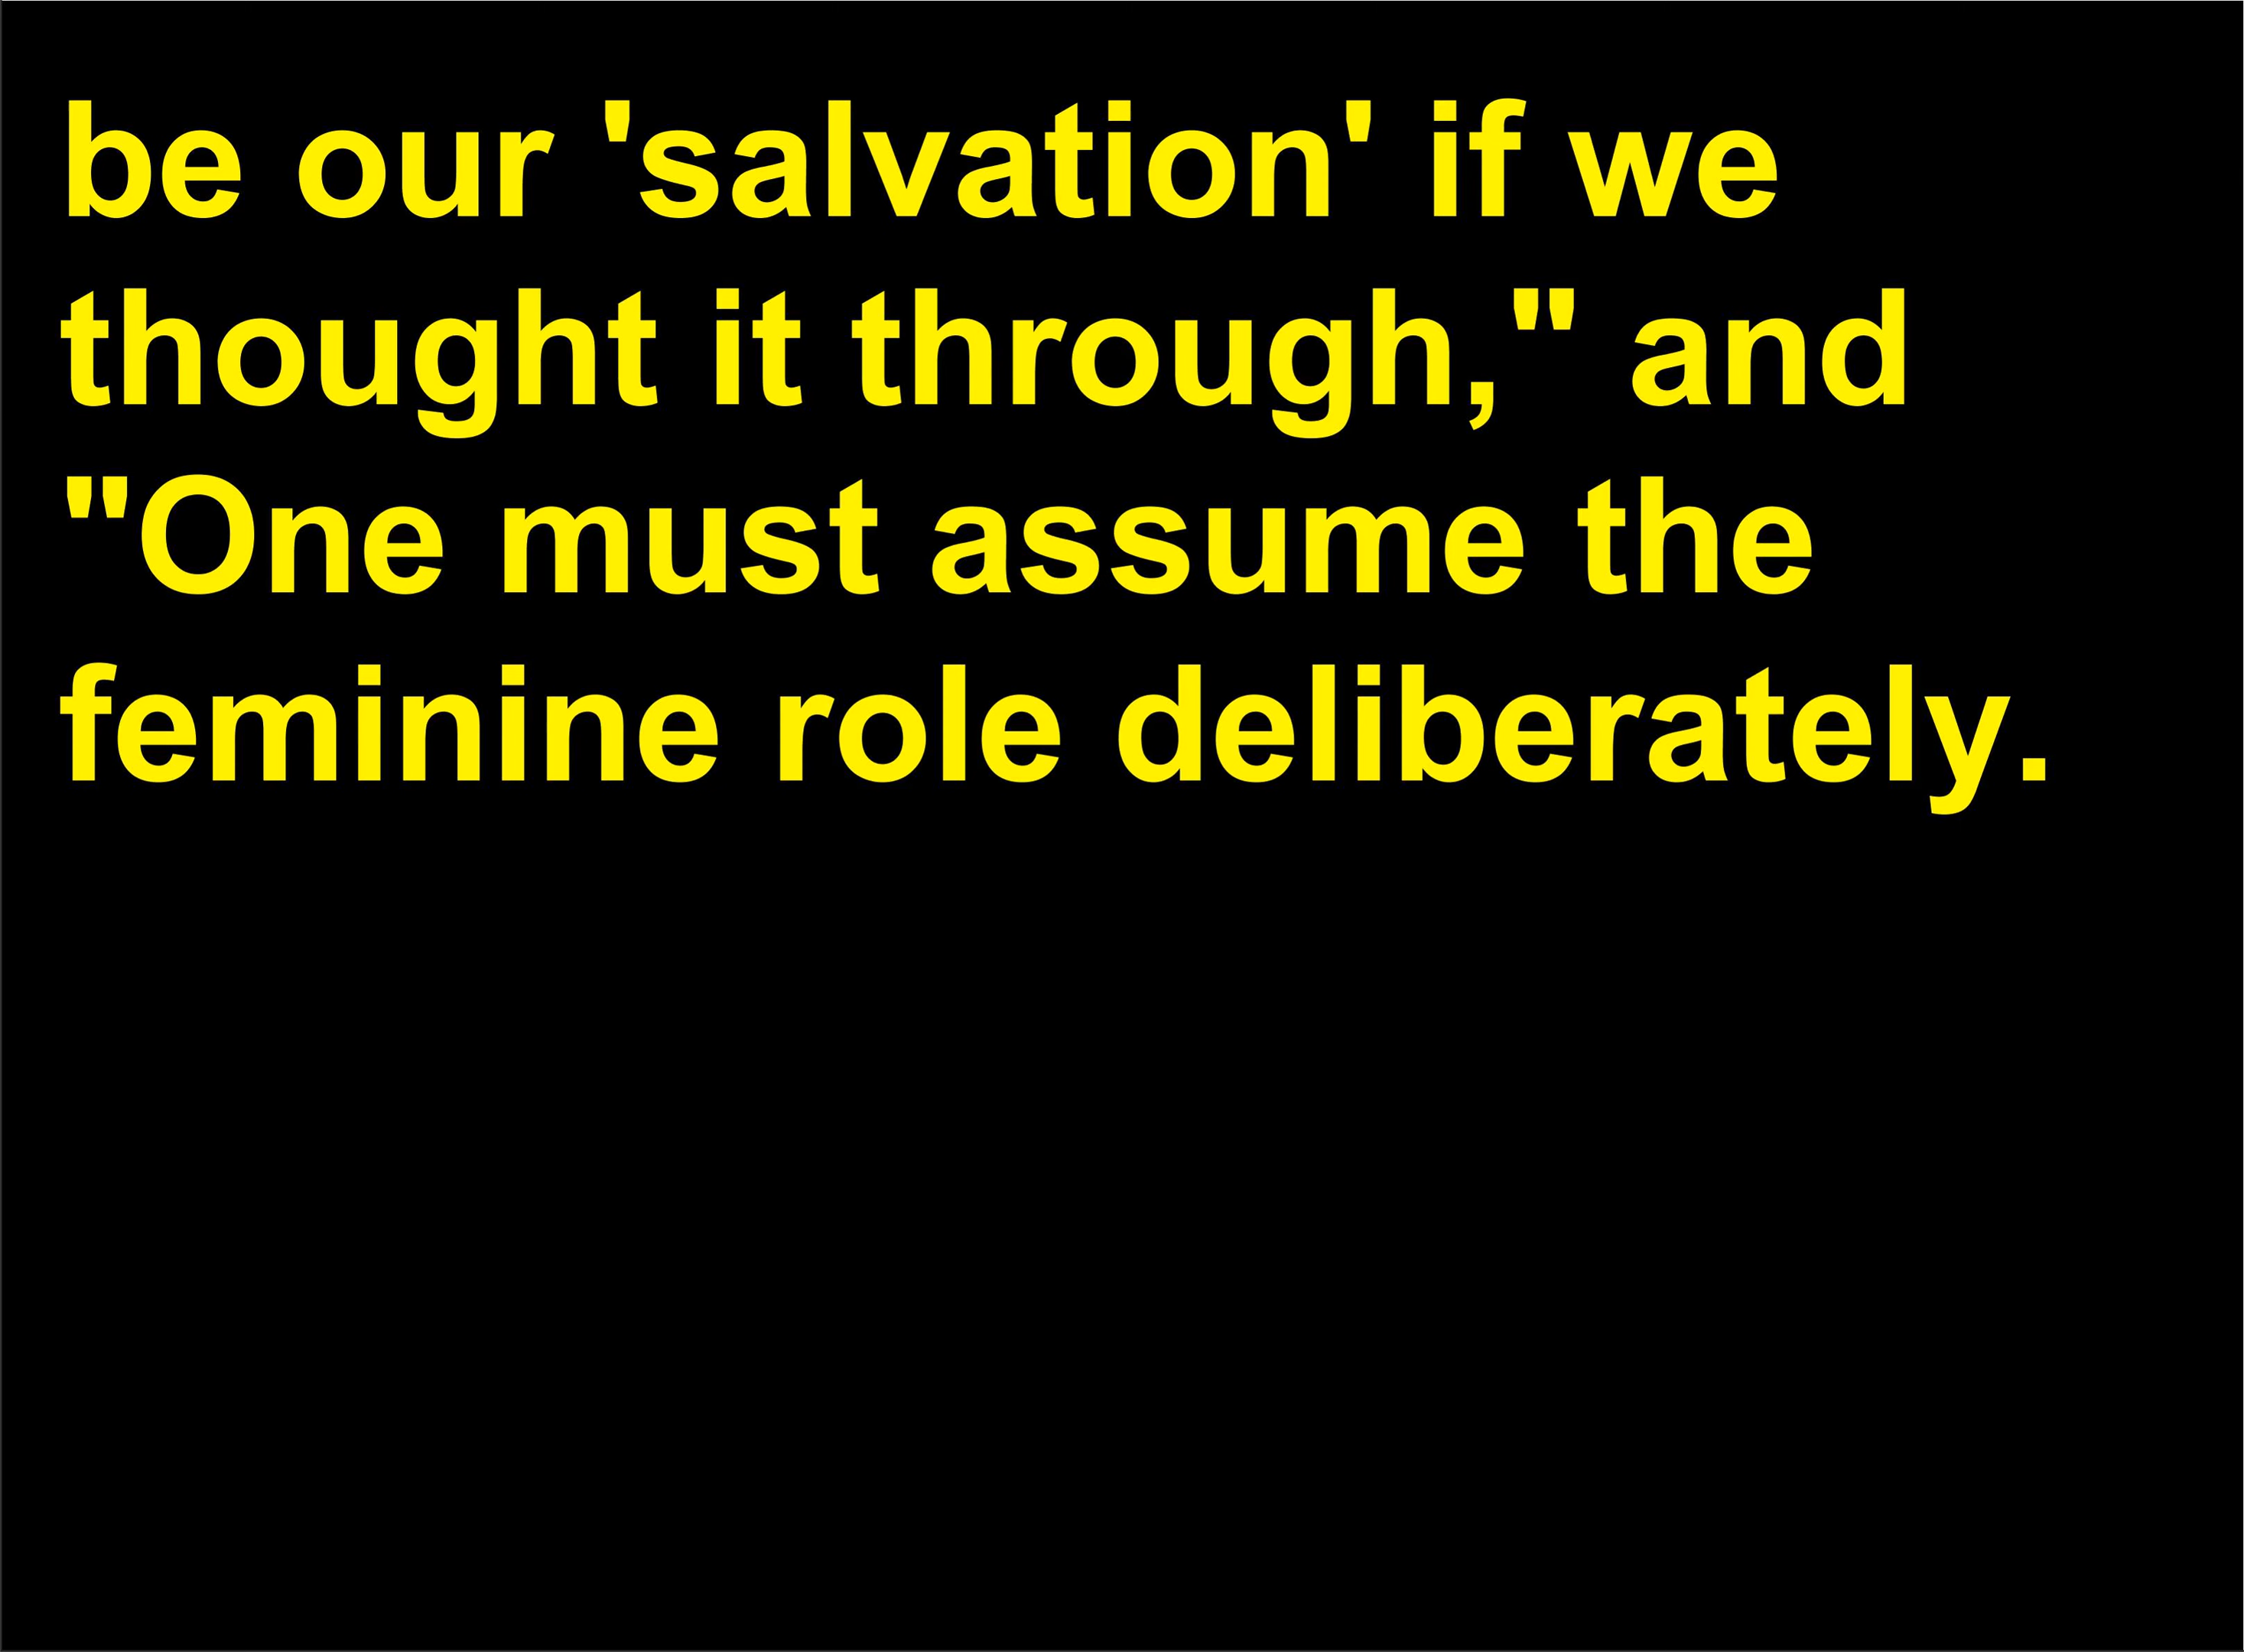 be our 'salvation' if we
thought it through," and
"One must assume the
feminine role deliberately.